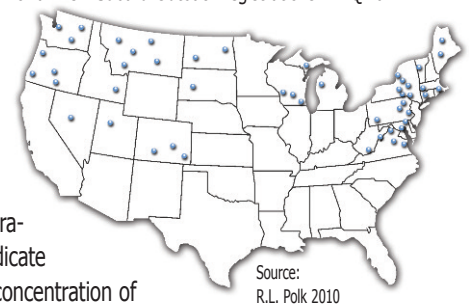 ra-
dicate
concentration of
Source:
R.L. Polk 2010